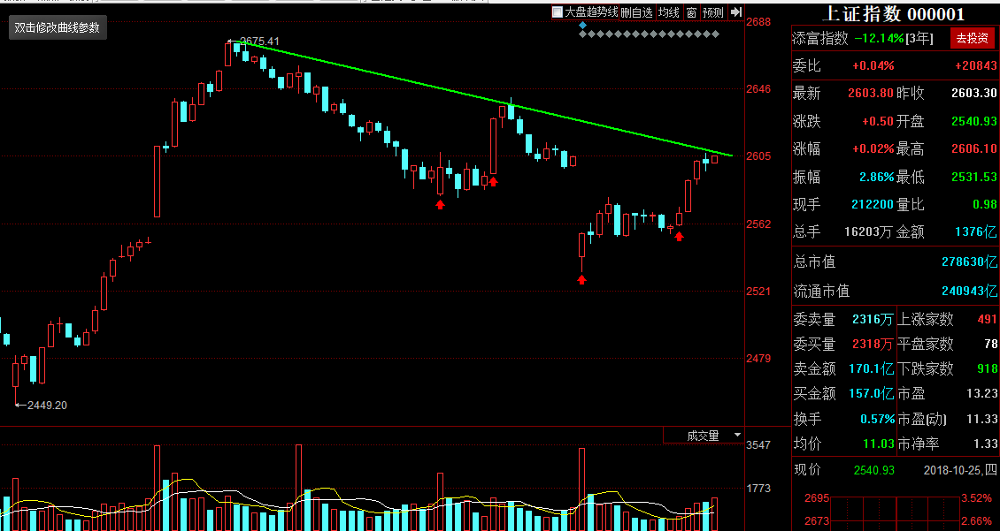 大盘趋势线 删自选 均线 窗 预测
双击修改曲线参数
2675.41
2449.20
2688
2646
2605
2562
2521
2479
成交量
3547
1773
上证指数 000001
添富指数 -12.14%[3年] 去投资
委比 +0.04% +20843
最新 2603.80 昨收 2603.30
涨跌 +0.50 开盘 2540.93
涨幅 +0.02% 最高 2606.10
振幅 2.86% 最低 2531.53
现手 212200 量比 0.98
总手 16203万 金额 1376亿
总市值 278630亿
流通市值 240943亿
委卖量 2316万 上涨家数 491
委买量 2318万 平盘家数 78
卖金额 170.1亿 下跌家数 918
买金额 157.0亿 市盈 13.23
换手 0.57% 市盈(动) 11.33
均价 11.03 市净率 1.33
现价 2540.93 2018-10-25,四
2695 3.52%
2673 2.66%